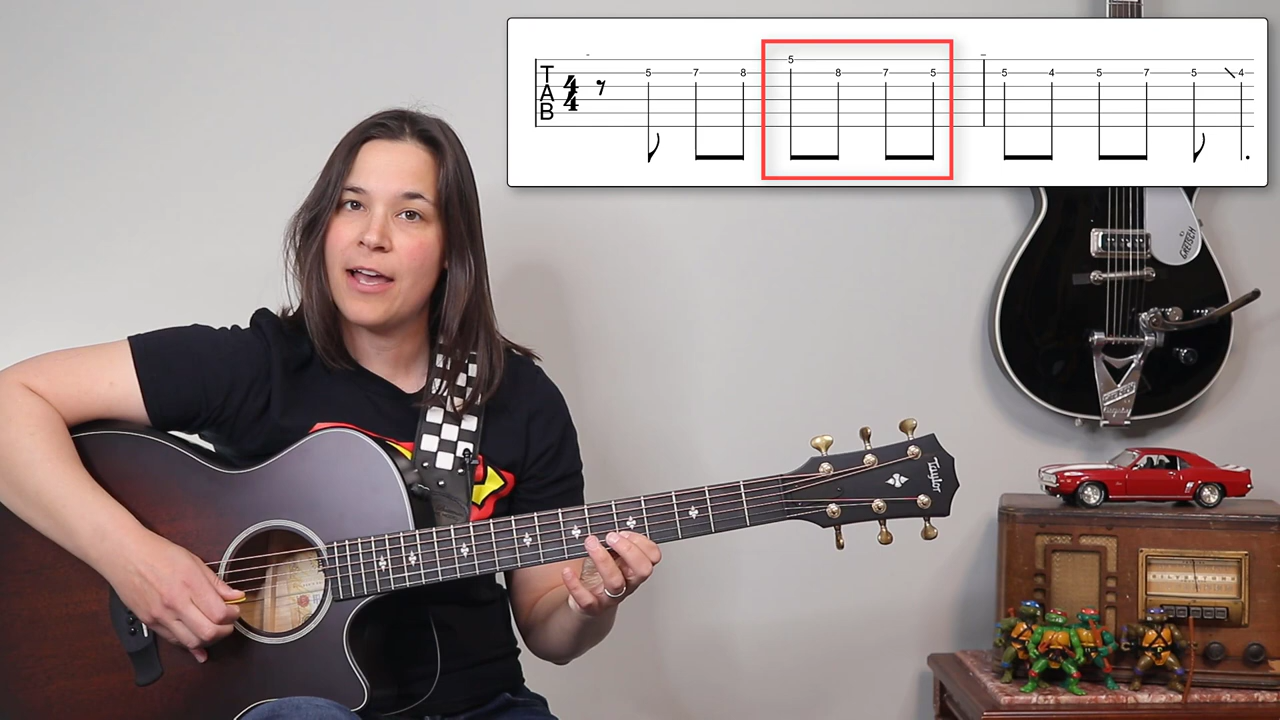 5
T 4 5 7 8 8 7 5 5 4 5 7 5 4
A 4
B
GRETSCH
Taylor